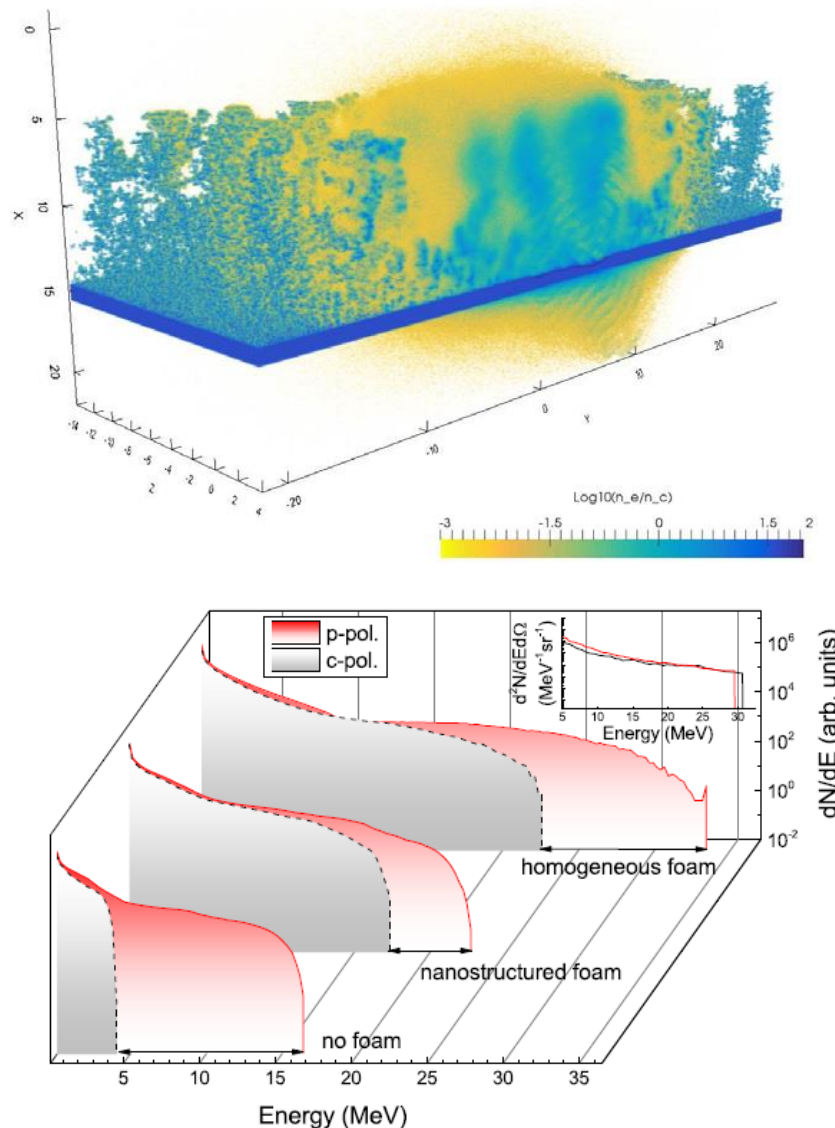 0
5
10
15
20
X
-14
-12
-10
-8
-6
-4
-2
0
2
4
Z
-20
-10
0
10
20
Y
Log10(n_e/n_c)
-3 -1.5 0 1.5 2
p-pol.
c-pol.
d²N/dEdΩ
(MeV⁻¹sr⁻¹)
5 10 15 20 25 30
Energy (MeV)
10⁶
10⁴
10²
10⁰
10⁻²
dN/dE (arb. units)
homogeneous foam
nanostructured foam
no foam
5 10 15 20 25 30 35
Energy (MeV)